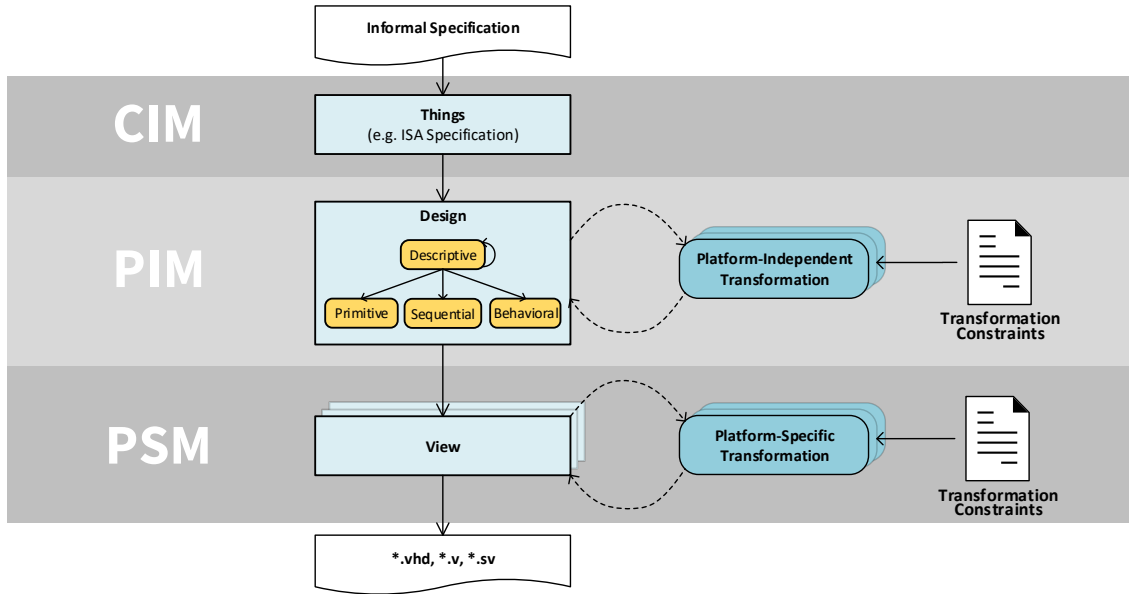 Informal Specification
CIM
Things
(e.g. ISA Specification)
PIM
Design
Descriptive
Primitive
Sequential
Behavioral
Platform-Independent
Transformation
Transformation
Constraints
PSM
View
Platform-Specific
Transformation
Transformation
Constraints
*.vhd, *.v, *.sv